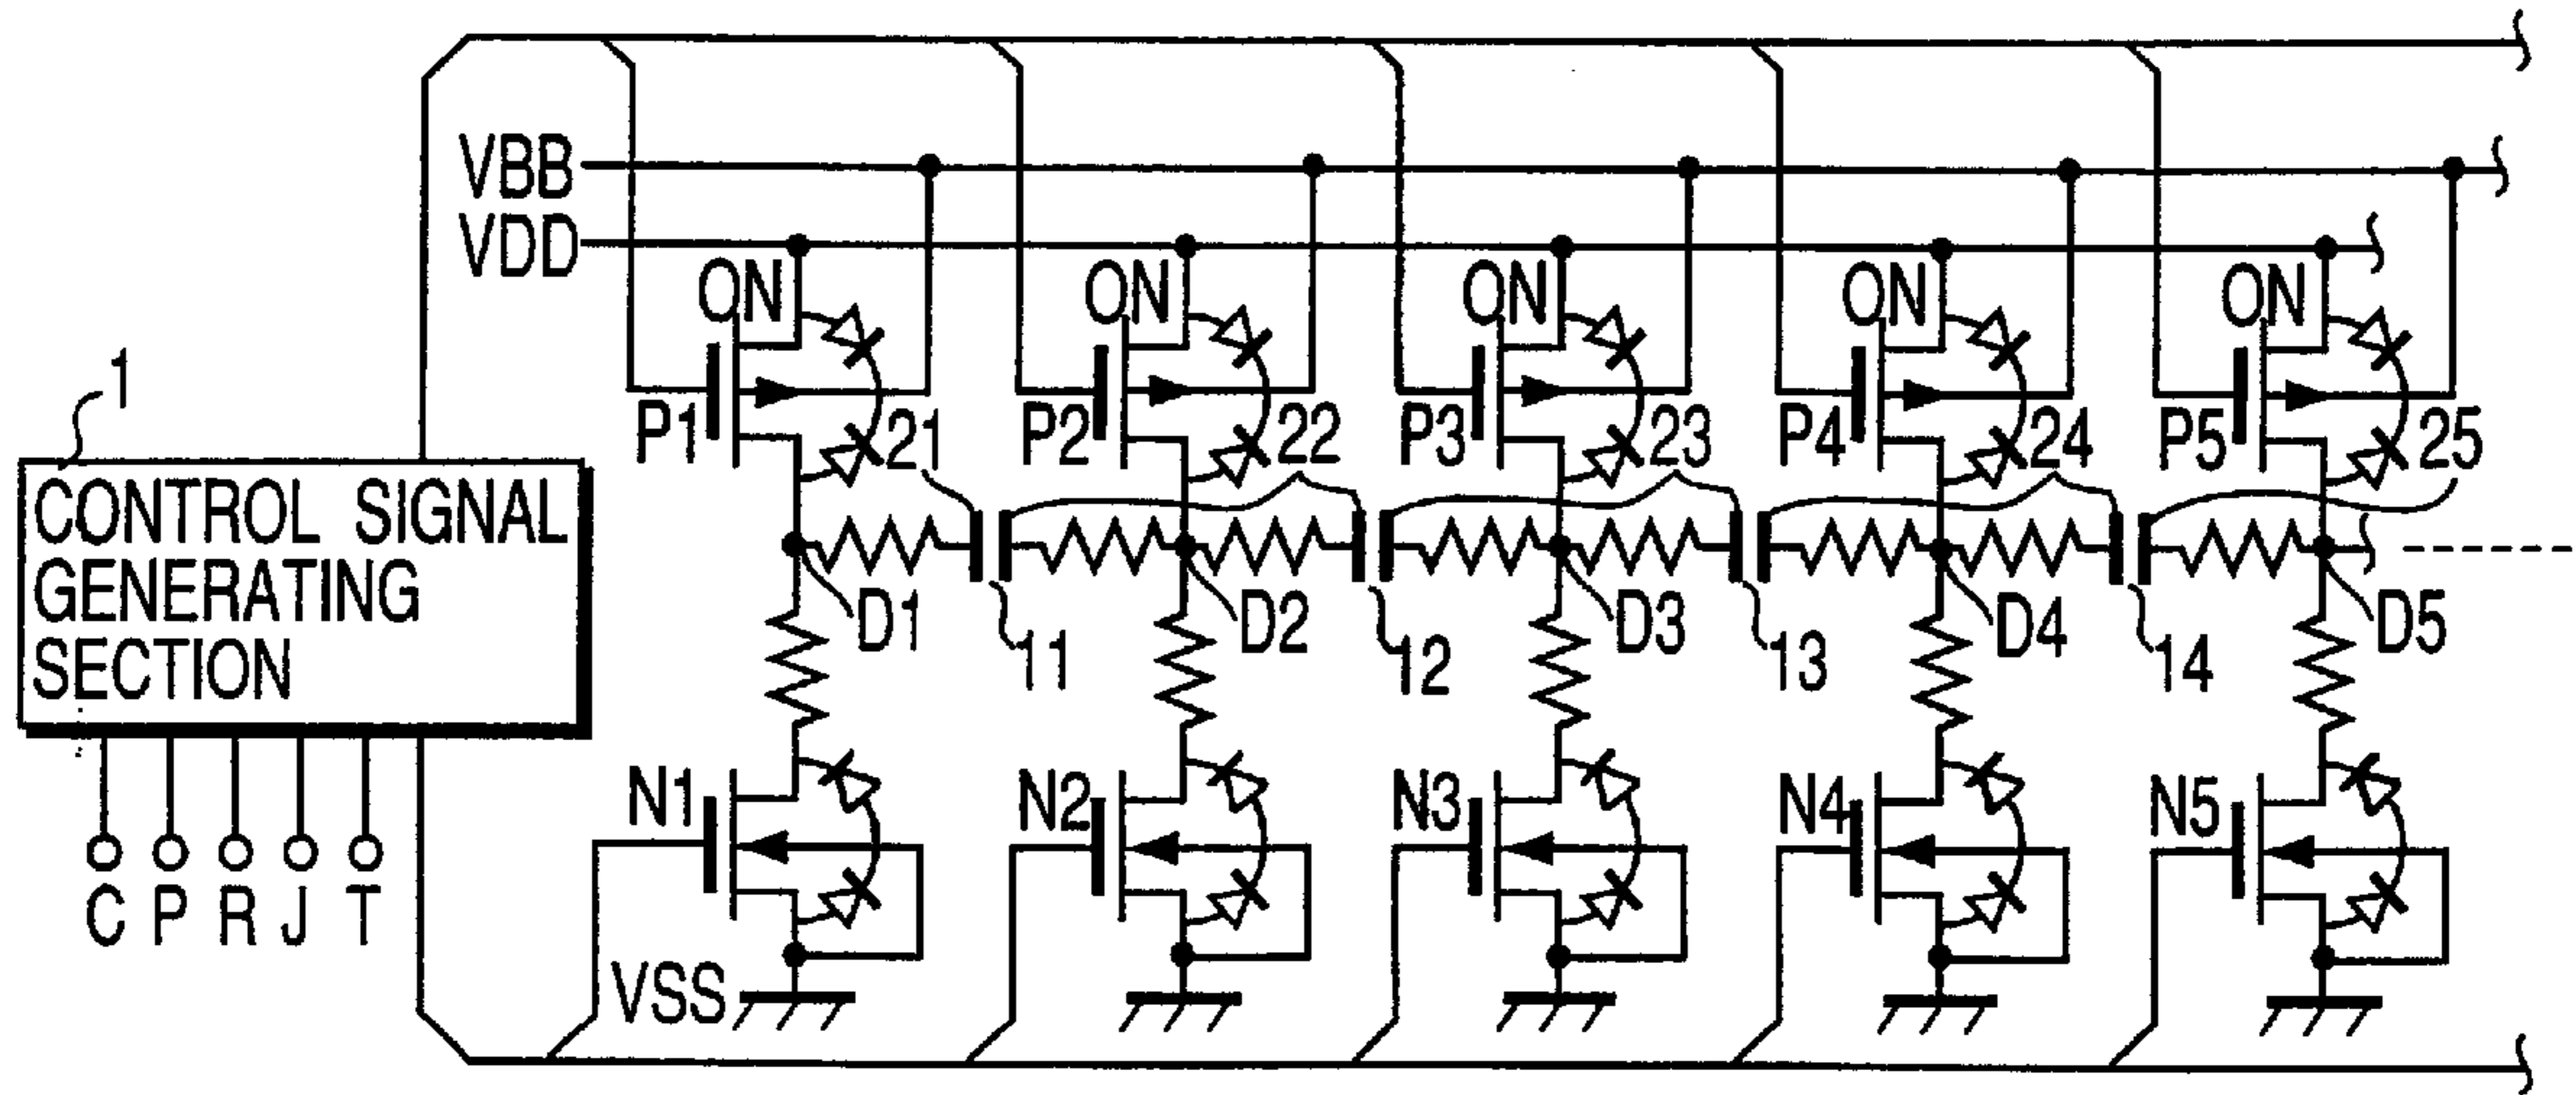 VBB
VDD
ON ON ON ON ON
1
P1 21 P2 22 P3 23 P4 24 P5 25
CONTROL SIGNAL
GENERATING
SECTION
D1 11 D2 12 D3 13 D4 14 D5
N1 N2 N3 N4 N5
C P R J T
VSS